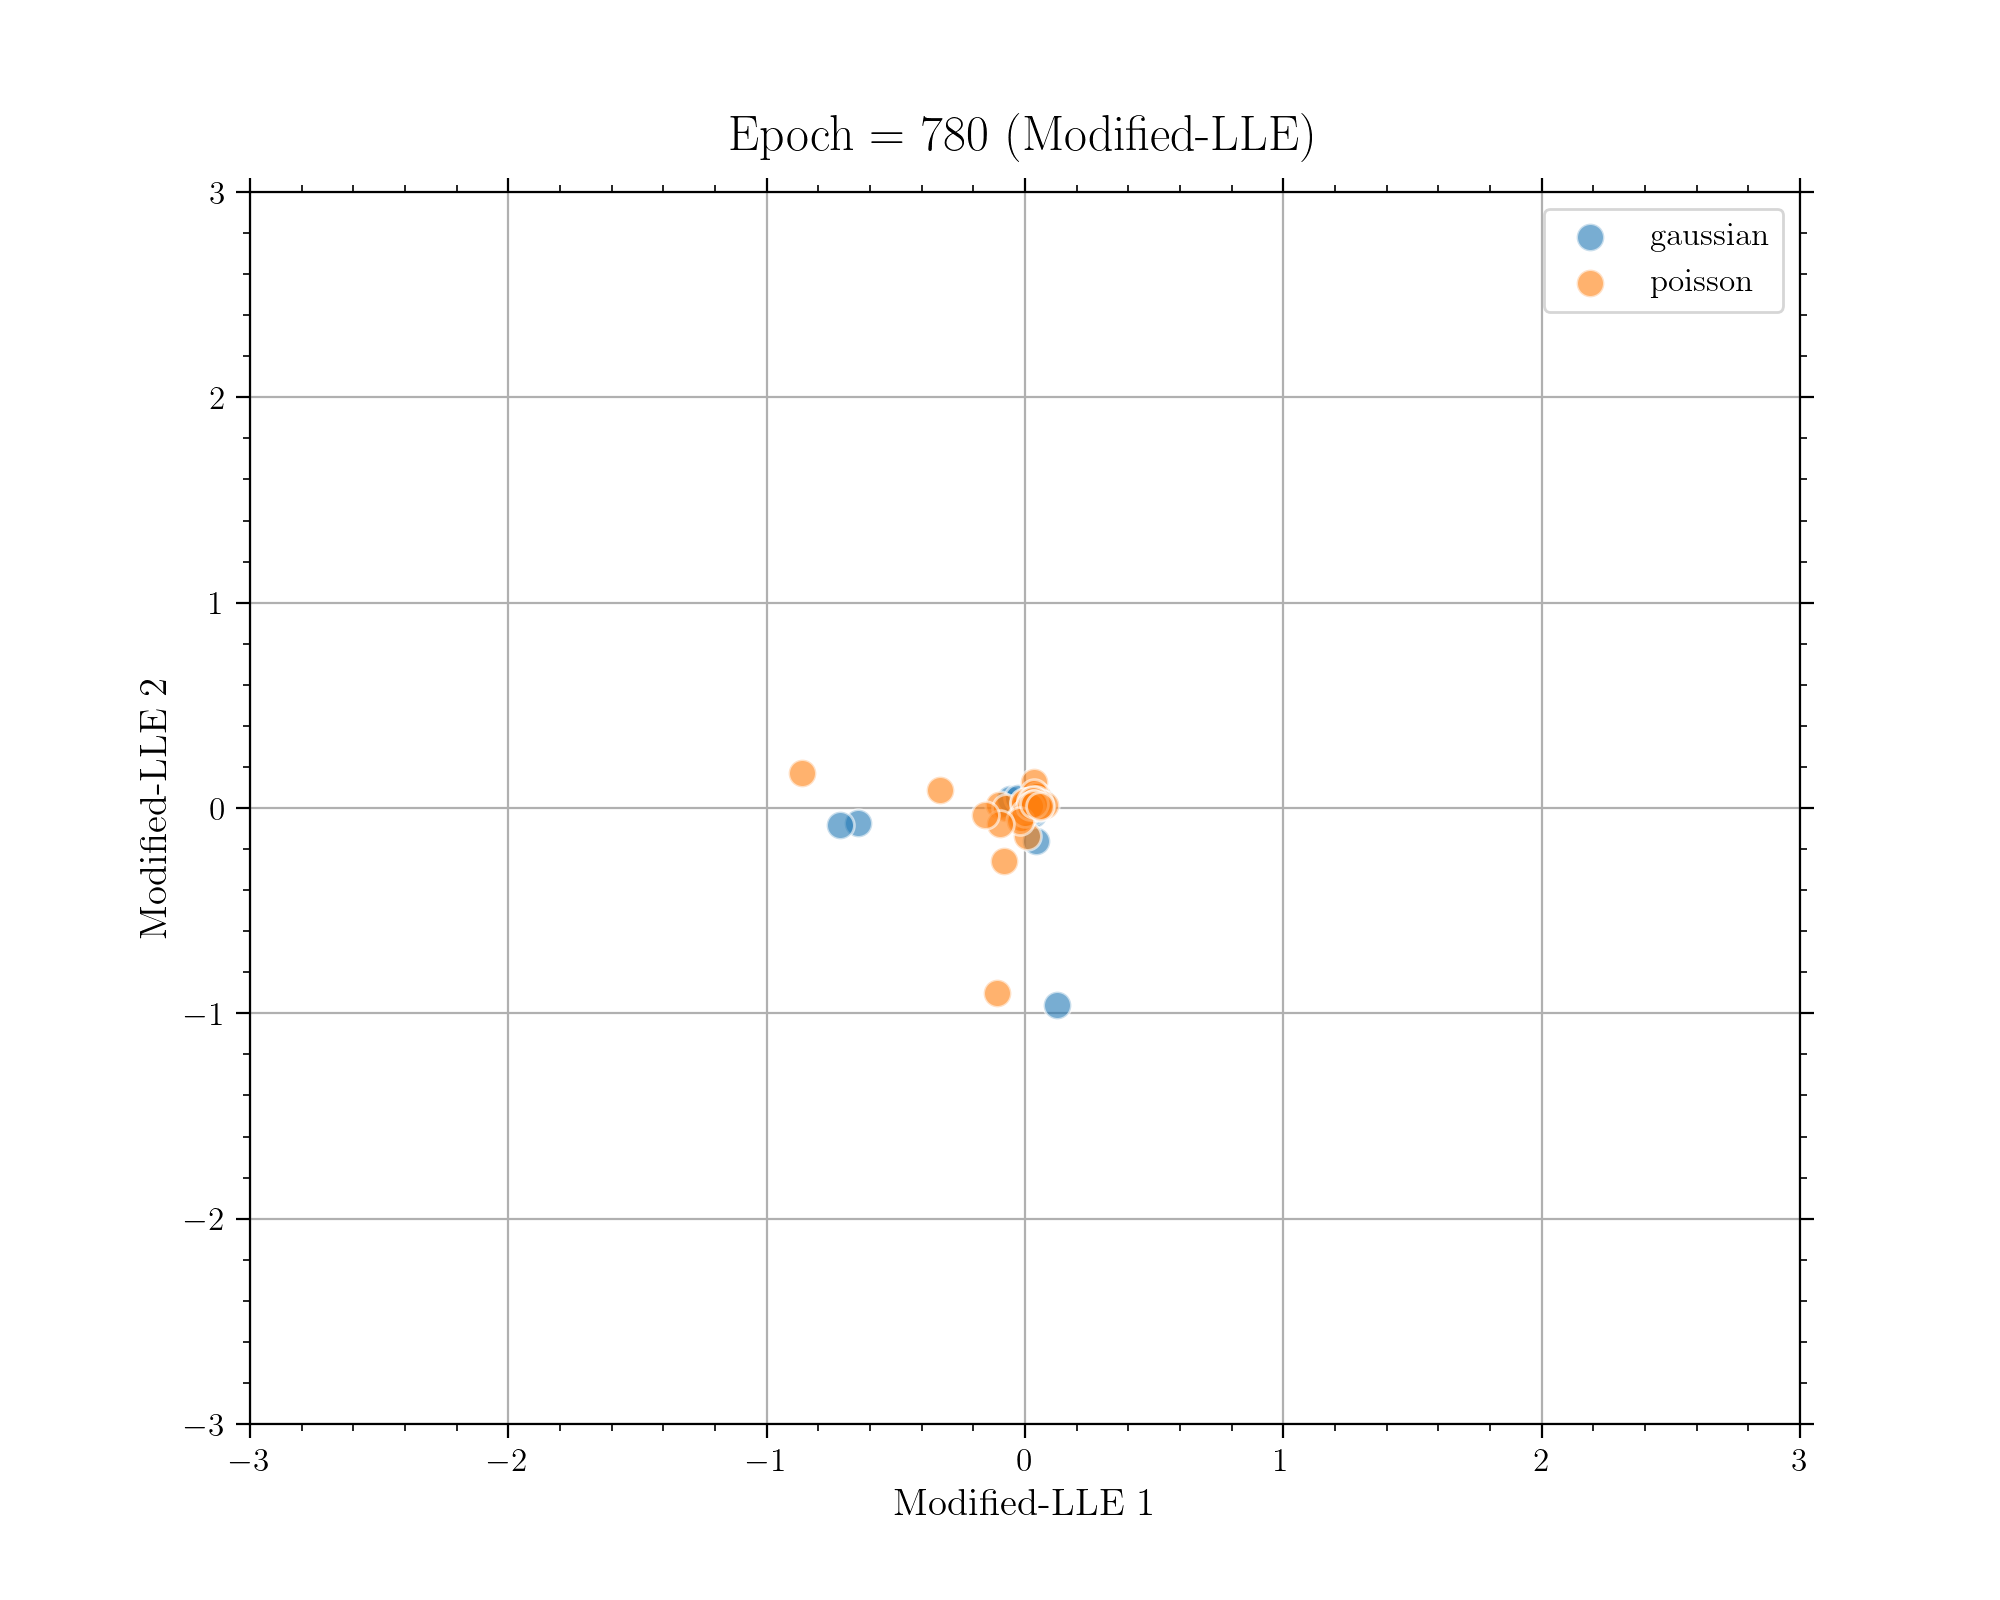 Epoch = 780 (Modified-LLE)
gaussian
poisson
3
2
1
0
−1
−2
−3
Modified-LLE 2
−3 −2 −1 0 1 2 3
Modified-LLE 1